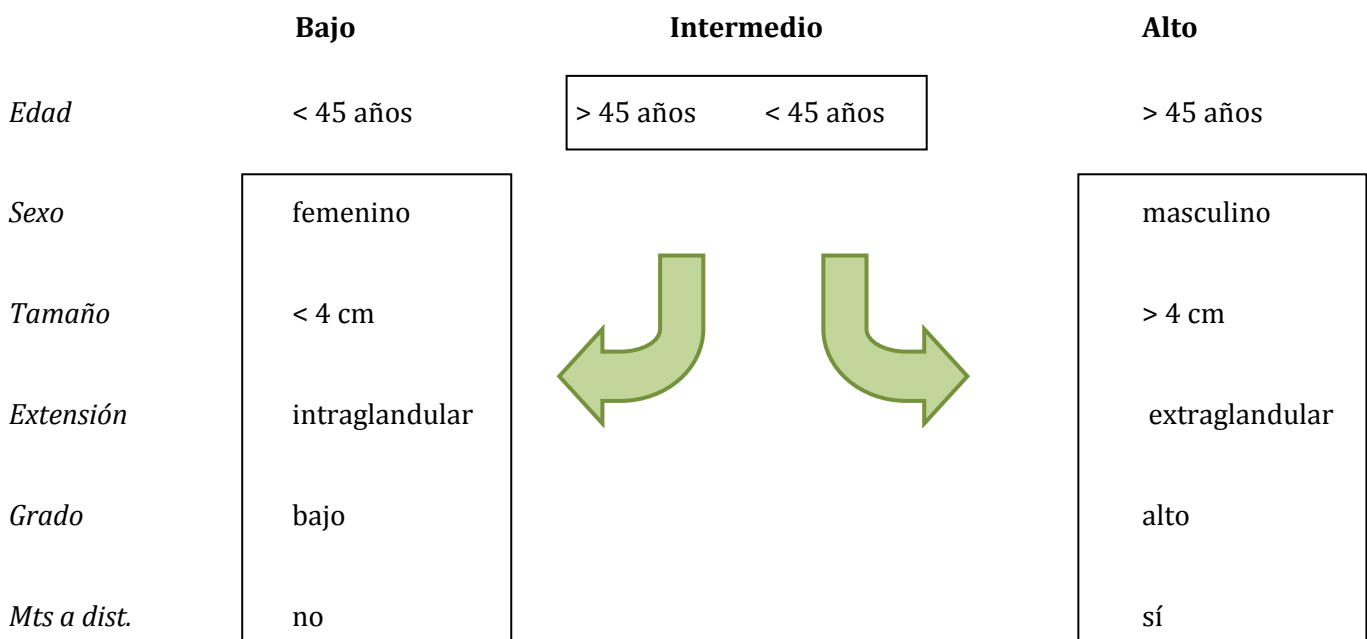 Bajo Intermedio Alto
Edad < 45 años > 45 años < 45 años > 45 años
Sexo femenino masculino
Tamaño < 4 cm > 4 cm
Extensión intraglandular extraglandular
Grado bajo alto
Mts a dist. no sí